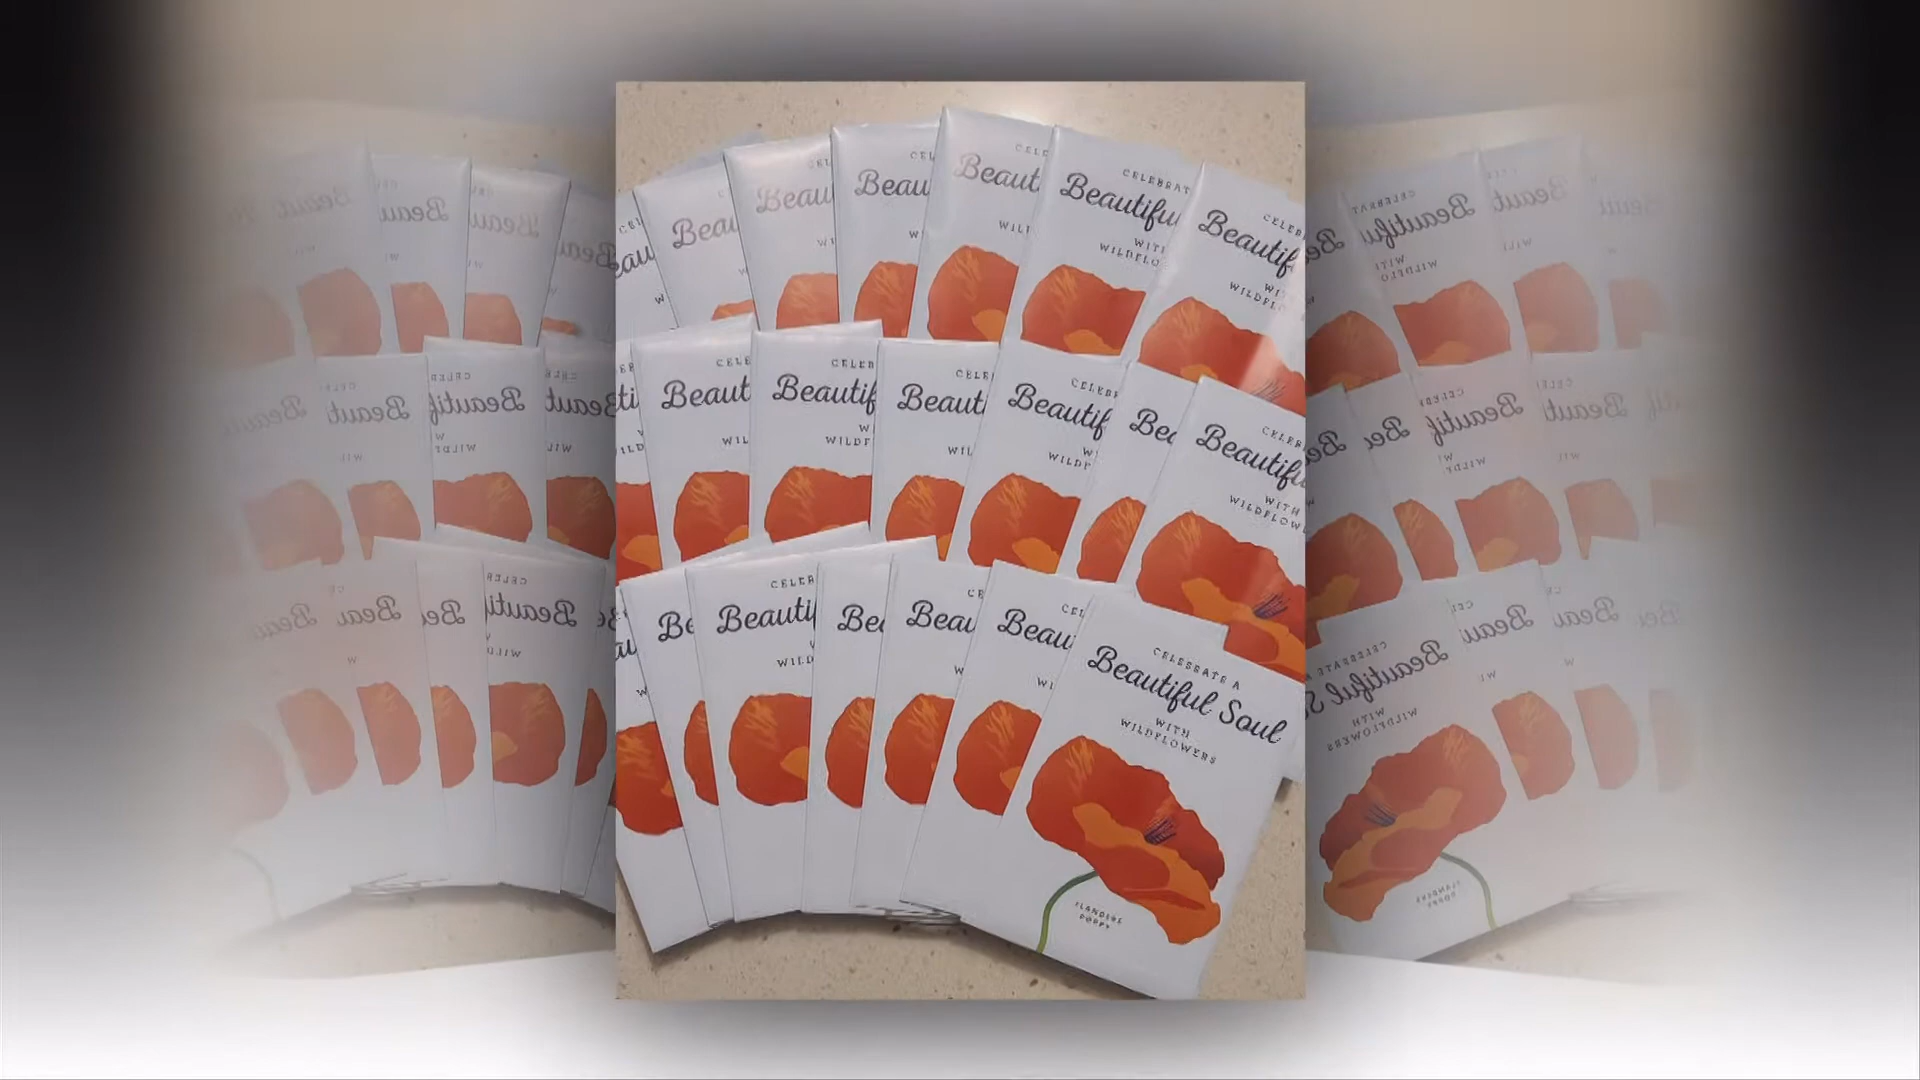 CELEBRATE A
Beautiful Soul
WITH
WILDFLOWERS
FLANDERS
POPPY